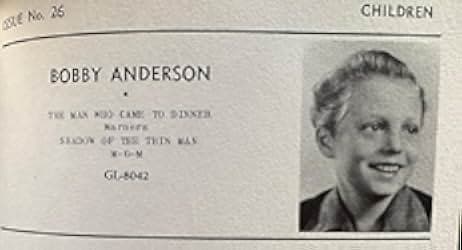 ISSUE No. 26
CHILDREN
BOBBY ANDERSON
THE MAN WHO CAME TO DINNER
Warners
SHADOW OF THE THIN MAN
M-G-M
GL-8042